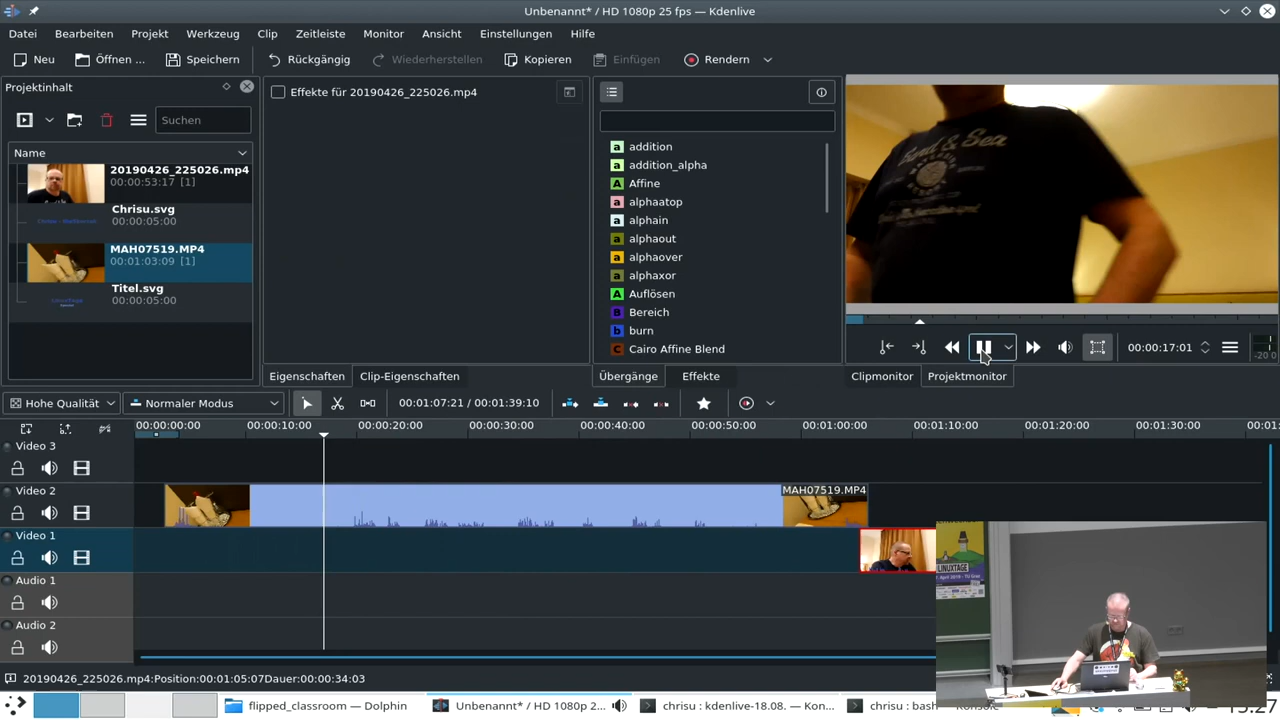 Unbenannt* / HD 1080p 25 fps — Kdenlive
Datei Bearbeiten Projekt Werkzeug Clip Zeitleiste Monitor Ansicht Einstellungen Hilfe
Neu Öffnen ... Speichern Rückgängig Wiederherstellen Kopieren Einfügen Rendern
Projektinhalt
Suchen
Name
20190426_225026.mp4
00:00:53:17 [1]
Chrisu.svg
00:00:05:00
MAH07519.MP4
00:01:03:09 [1]
Titel.svg
00:00:05:00
Effekte für 20190426_225026.mp4
Eigenschaften Clip-Eigenschaften
a addition
a addition_alpha
A Affine
a alphaatop
a alphain
a alphaout
a alphaover
a alphaxor
A Auflösen
B Bereich
b burn
C Cairo Affine Blend
Übergänge Effekte
00:00:17:01
-20 0
Clipmonitor Projektmonitor
Hohe Qualität Normaler Modus 00:01:07:21 / 00:01:39:10
00:00:00:00 00:00:10:00 00:00:20:00 00:00:30:00 00:00:40:00 00:00:50:00 00:01:00:00 00:01:10:00 00:01:20:00 00:01:30:00 00:01:
Video 3
Video 2
MAH07519.MP4
Video 1
Audio 1
Audio 2
LINUXTAGE
20190426_225026.mp4:Position:00:01:05:07Dauer:00:00:34:03
flipped_classroom — Dolphin Unbenannt* / HD 1080p 2... chrisu : kdenlive-18.08. — Kon... chrisu : bash